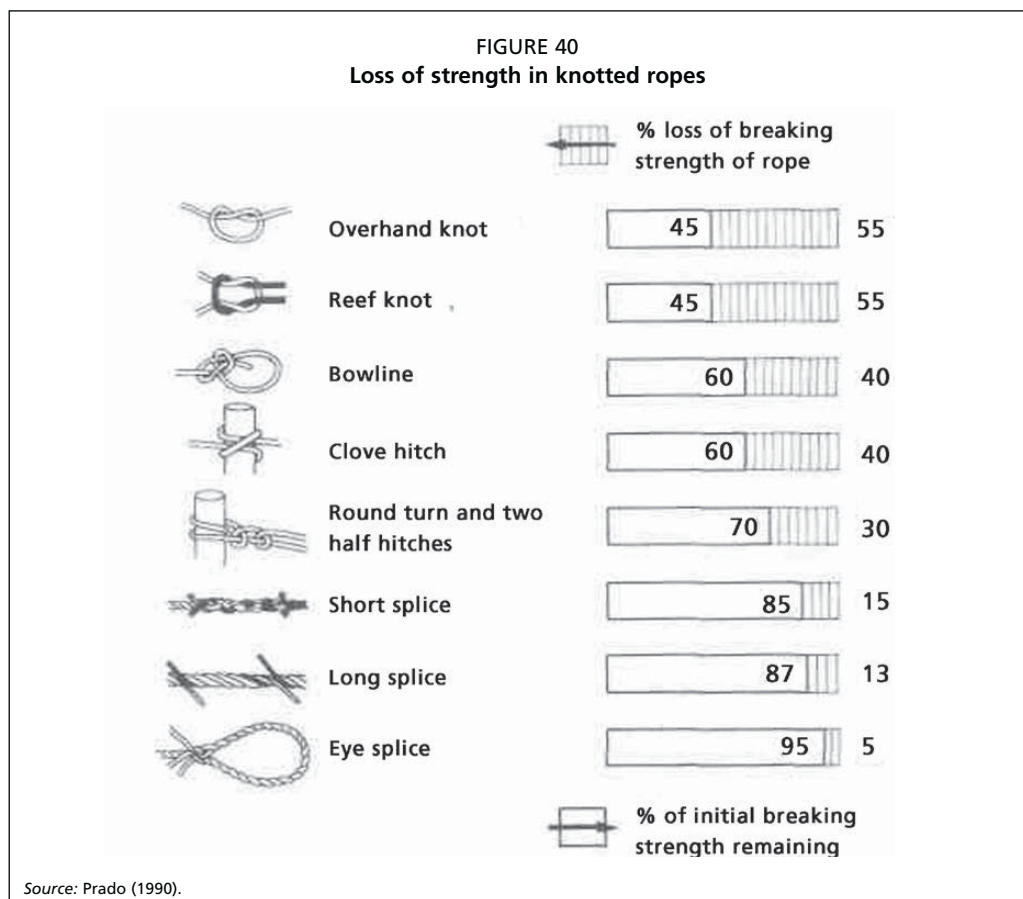 FIGURE 40
Loss of strength in knotted ropes
% loss of breaking
strength of rope
Overhand knot 45 55
Reef knot 45 55
Bowline 60 40
Clove hitch 60 40
Round turn and two
half hitches 70 30
Short splice 85 15
Long splice 87 13
Eye splice 95 5
% of initial breaking
strength remaining
Source: Prado (1990).